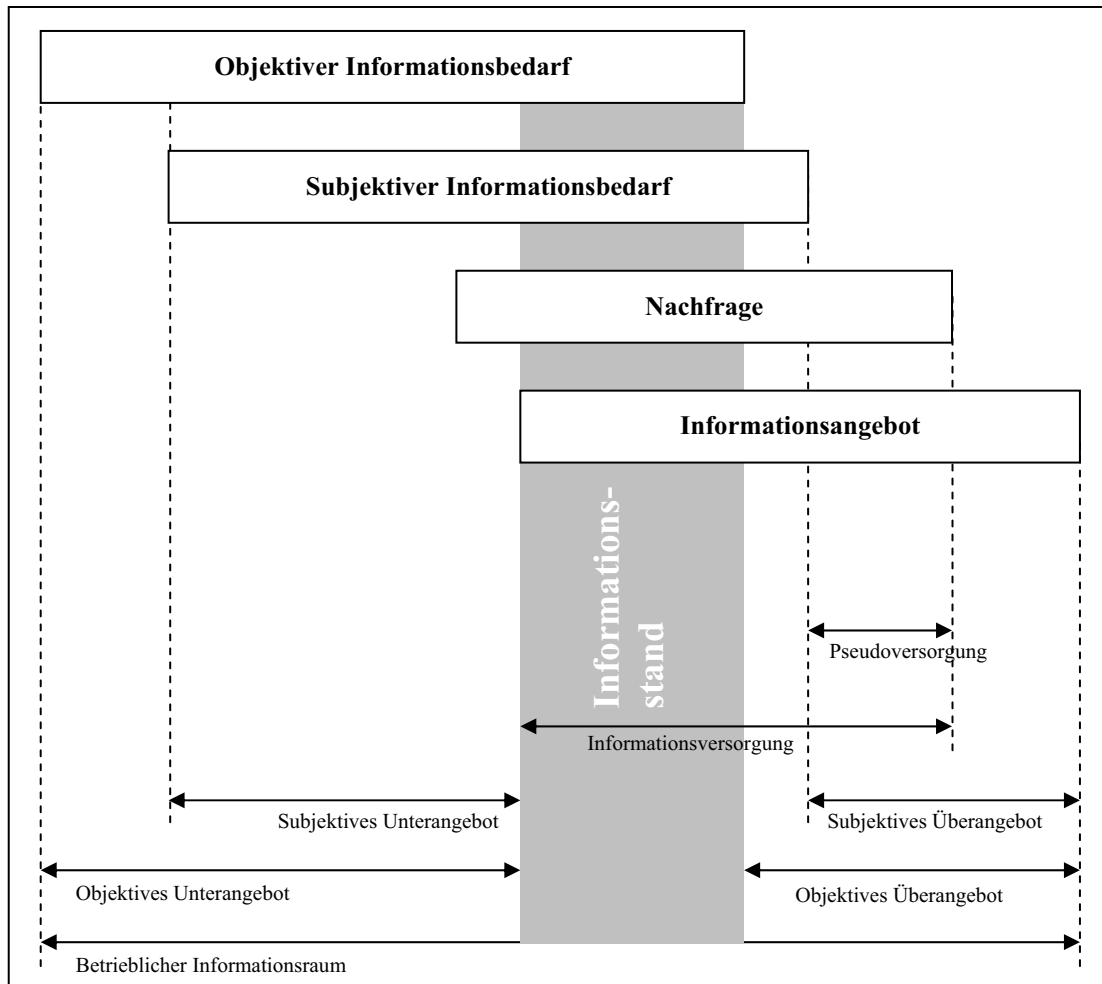 Objektiver Informationsbedarf
Subjektiver Informationsbedarf
Nachfrage
Informationsangebot
Informations-
stand
Pseudoversorgung
Informationsversorgung
Subjektives Unterangebot
Subjektives Überangebot
Objektives Unterangebot
Objektives Überangebot
Betrieblicher Informationsraum